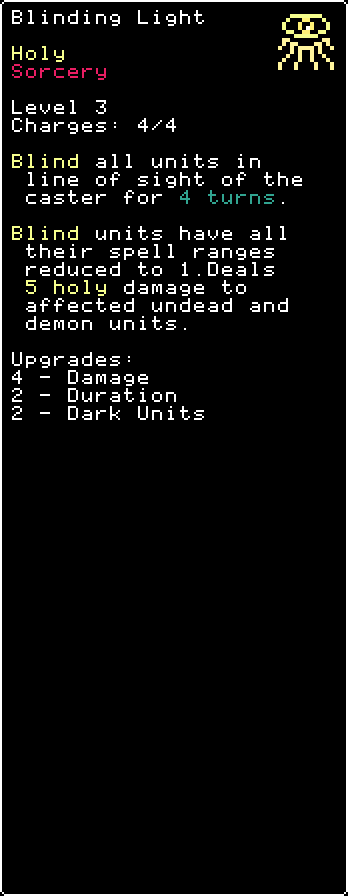 Blinding Light
Holy
Sorcery
Level 3
Charges: 4/4
Blind all units in
line of sight of the
caster for 4 turns.
Blind units have all
their spell ranges
reduced to 1.Deals
5 holy damage to
affected undead and
demon units.
Upgrades:
4 - Damage
2 - Duration
2 - Dark Units